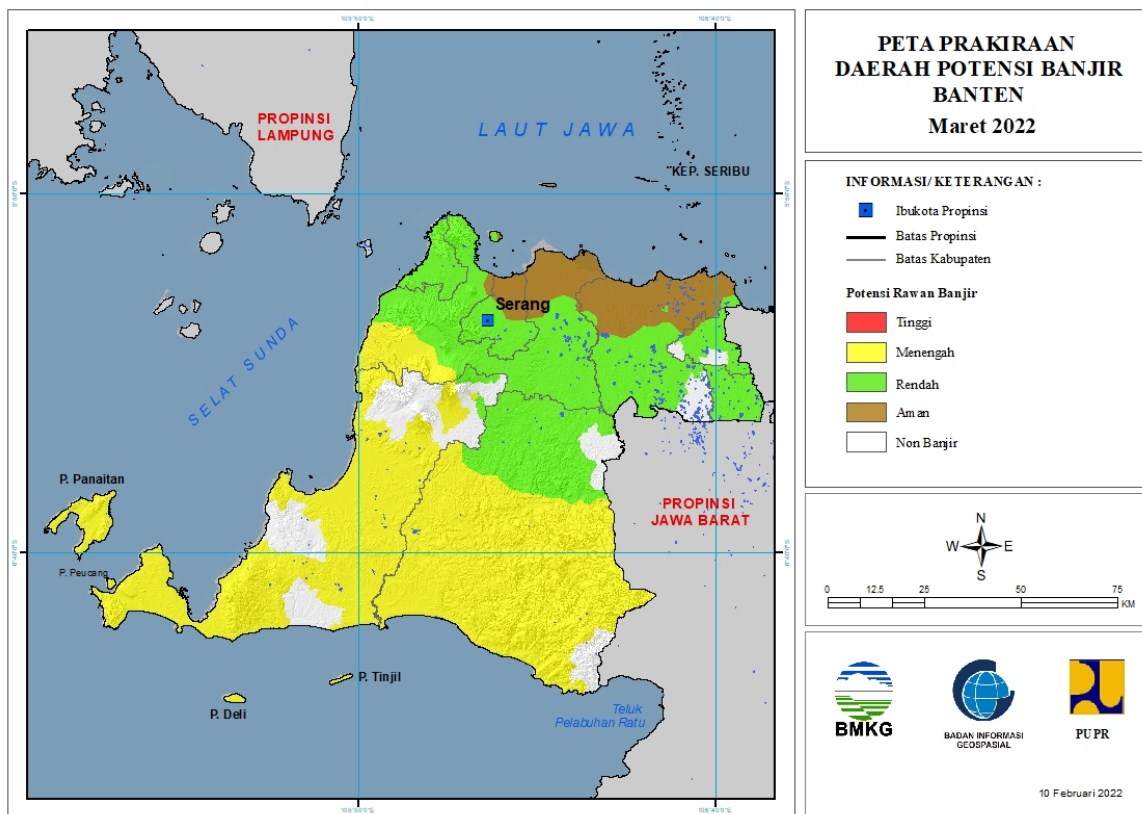 PETA PRAKIRAAN
DAERAH POTENSI BANJIR
BANTEN
Maret 2022
PROPINSI
LAMPUNG
LAUT JAWA
KEP. SERIBU
SELAT SUNDA
Serang
P. Panaitan
P. Peucang
PROPINSI
JAWA BARAT
P. Tinjil
P. Deli
Teluk
Pelabuhan Ratu
INFORMASI/KETERANGAN :
Ibukota Propinsi
Batas Propinsi
Batas Kabupaten
Potensi Rawan Banjir
Tinggi
Menengah
Rendah
Aman
Non Banjir
N
W E
S
0 12.5 25 50 75
KM
BMKG
BADAN INFORMASI
GEOSPASIAL
PUPR
10 Februari 2022